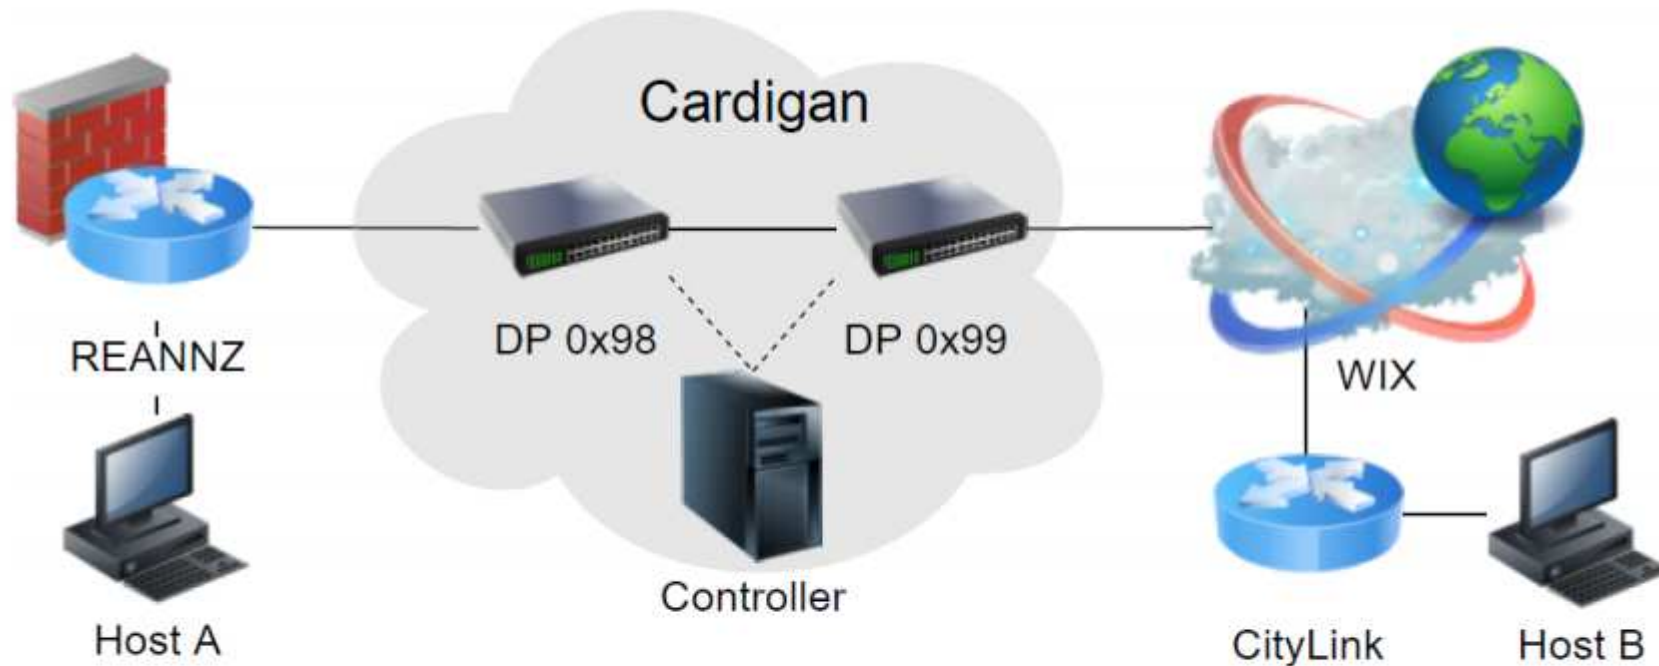 Cardigan
DP 0x98
DP 0x99
REANNZ
WIX
Controller
Host A
CityLink
Host B